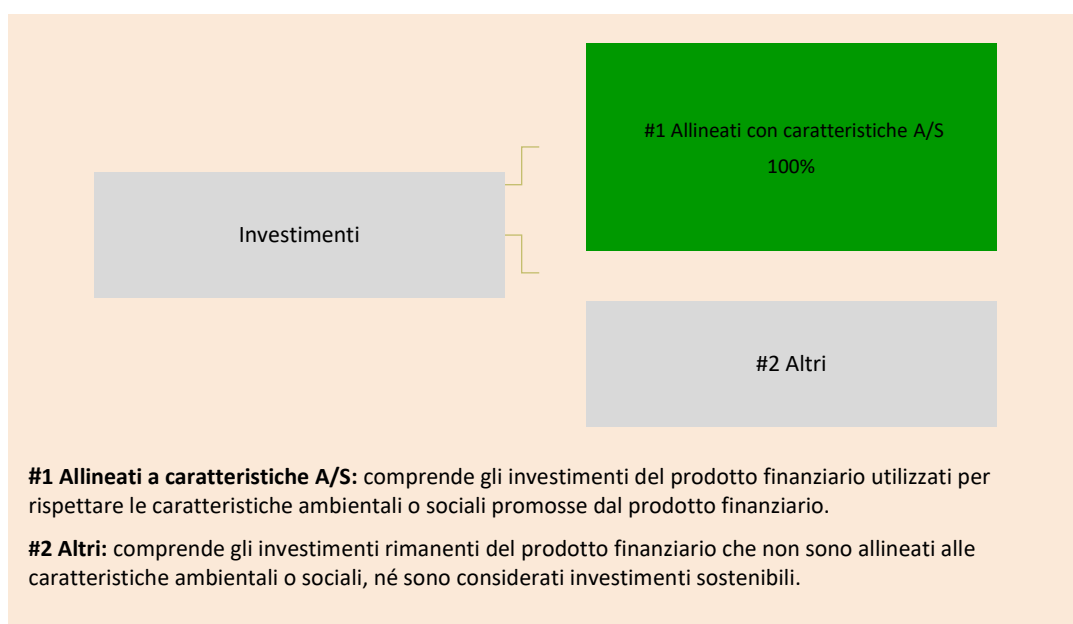 #1 Allineati con caratteristiche A/S
100%
Investimenti
#2 Altri
#1 Allineati a caratteristiche A/S: comprende gli investimenti del prodotto finanziario utilizzati per
rispettare le caratteristiche ambientali o sociali promosse dal prodotto finanziario.
#2 Altri: comprende gli investimenti rimanenti del prodotto finanziario che non sono allineati alle
caratteristiche ambientali o sociali, né sono considerati investimenti sostenibili.